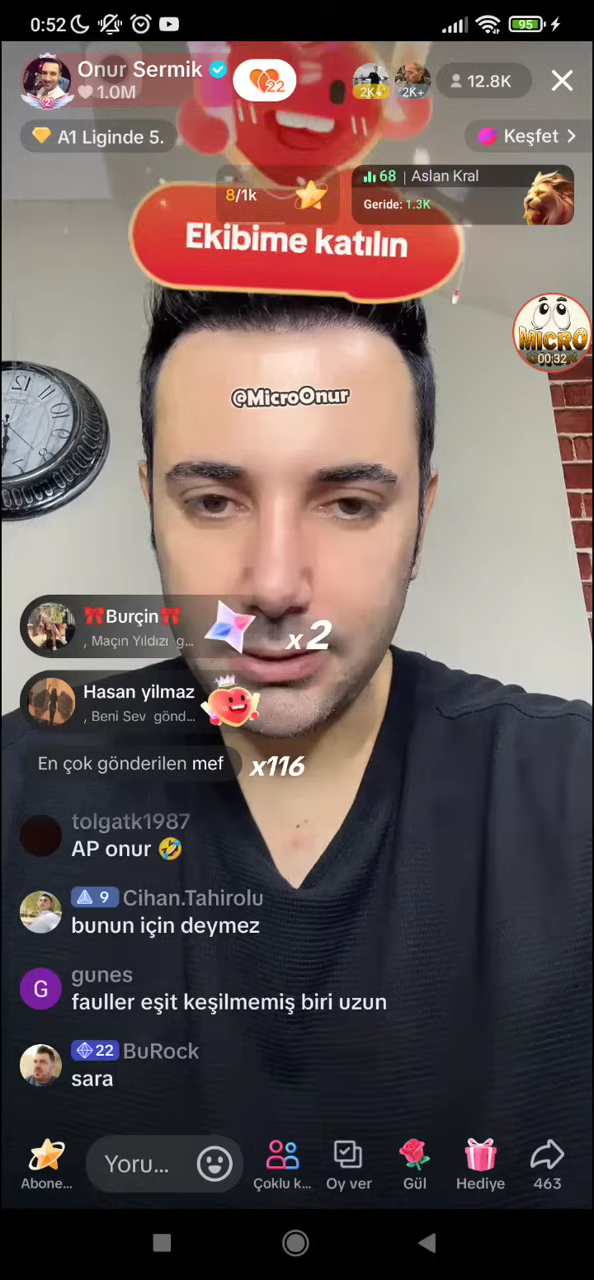 0:52
95
Onur Sermik
1.0M
22
2K+
2K+
12.8K
A1 Liginde 5.
Keşfet
8/1k
68 | Aslan Kral
Geride: 1.3K
Ekibime katılın
MICRO
00:32
@MicroOnur
Burçin
, Maçın Yıldızı g...
x2
Hasan yilmaz
, Beni Sev gönd...
En çok gönderilen mef
x116
tolgatk1987
AP onur 🤣
9 Cihan.Tahirolu
bunun için deymez
G
gunes
fauller eşit keşilmemiş biri uzun
22 BuRock
sara
Abone...
Yoru...
Çoklu k...
Oy ver
Gül
Hediye
463